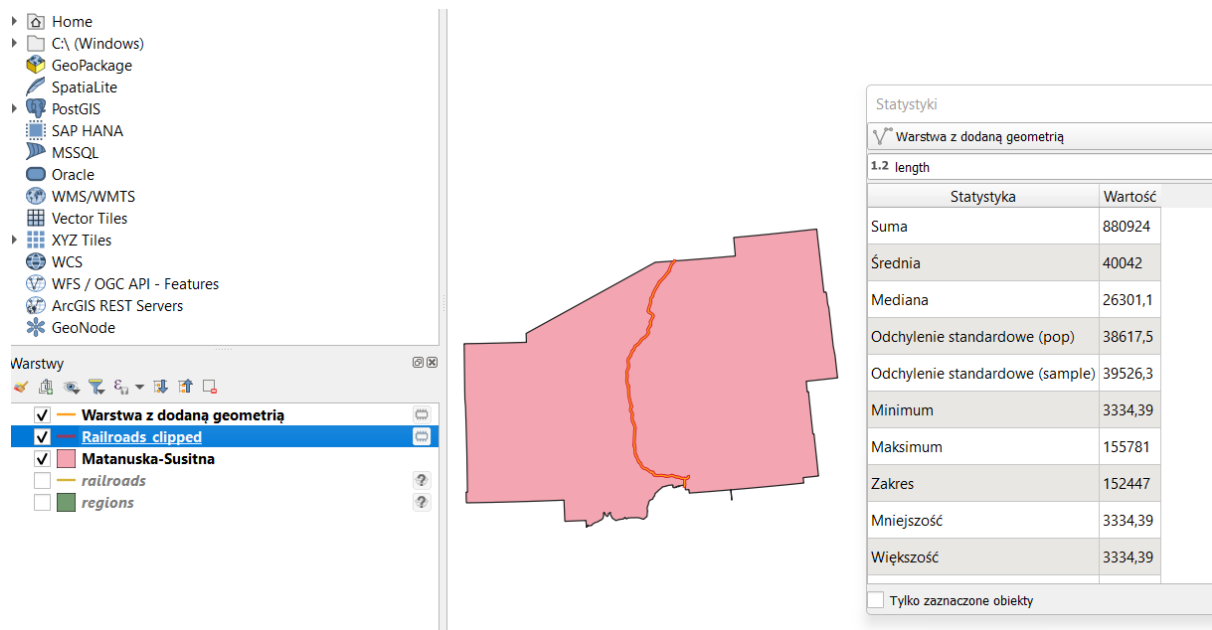 Home
C:\ (Windows)
GeoPackage
SpatiaLite
PostGIS
SAP HANA
MSSQL
Oracle
WMS/WMTS
Vector Tiles
XYZ Tiles
WCS
WFS / OGC API - Features
ArcGIS REST Servers
GeoNode
Warstwy
Warstwa z dodaną geometrią
Railroads clipped
Matanuska-Susitna
railroads
?
regions
?
Statystyki
Warstwa z dodaną geometrią
1.2 length
Statystyka Wartość
Suma 880924
Średnia 40042
Mediana 26301,1
Odchylenie standardowe (pop) 38617,5
Odchylenie standardowe (sample) 39526,3
Minimum 3334,39
Maksimum 155781
Zakres 152447
Mniejszość 3334,39
Większość 3334,39
Tylko zaznaczone obiekty